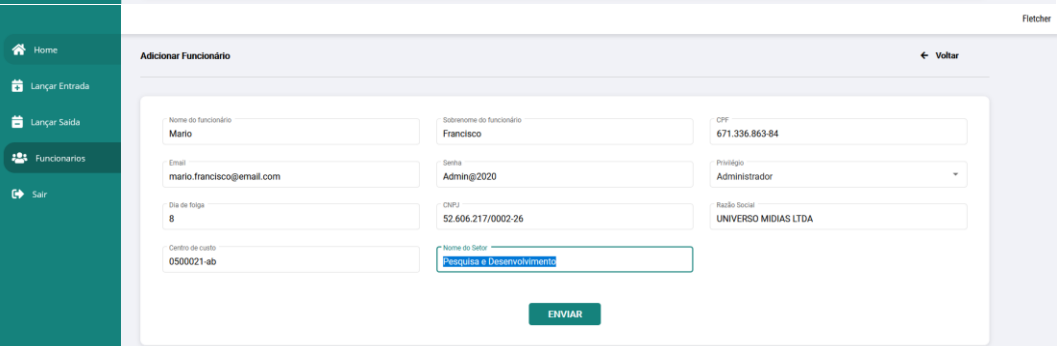 Fletcher
Home
Lançar Entrada
Lançar Saída
Funcionarios
Sair
Adicionar Funcionário
Voltar
Nome do funcionário
Mario
Sobrenome do funcionário
Francisco
CPF
671.336.863-84
Email
mario.francisco@email.com
Senha
Admin@2020
Privilégio
Administrador
Dia de folga
8
CNPJ
52.606.217/0002-26
Razão Social
UNIVERSO MIDIAS LTDA
Centro de custo
0500021-ab
Nome do Setor
Pesquisa e Desenvolvimento
ENVIAR